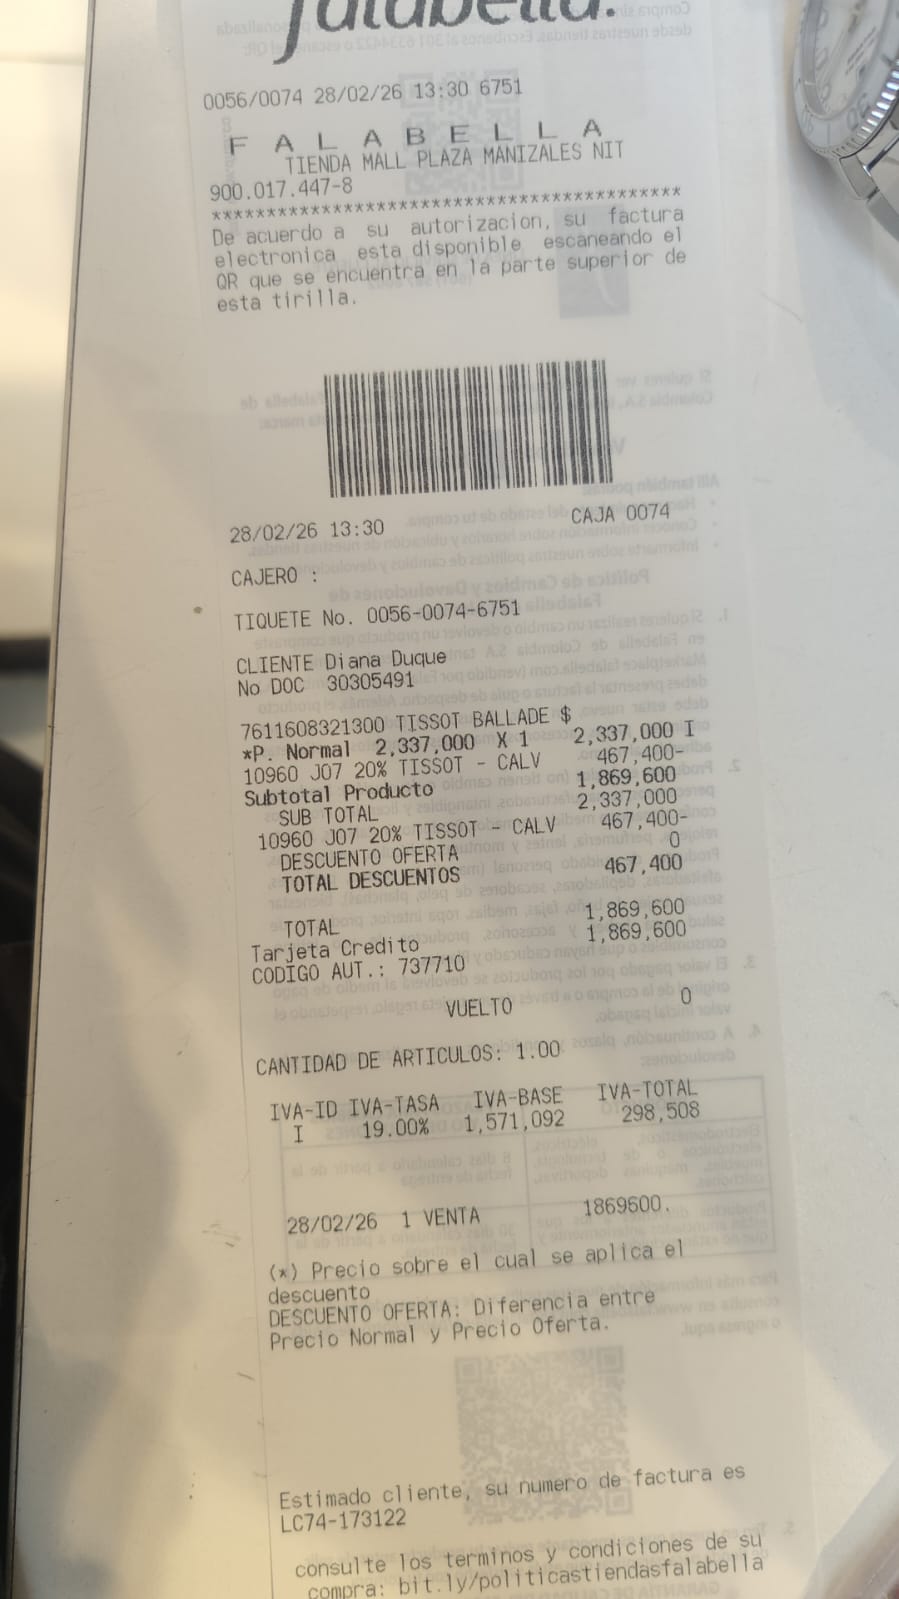 falabella.
0056/0074 28/02/26 13:30 6751
F A L A B E L L A
TIENDA MALL PLAZA MANIZALES NIT
900.017.447-8
******************************************
De acuerdo a su autorizacion, su factura
electronica esta disponible escaneando el
QR que se encuentra en la parte superior de
esta tirilla.
28/02/26 13:30 CAJA 0074
CAJERO :
TIQUETE No. 0056-0074-6751
CLIENTE Diana Duque
No DOC 30305491
7611608321300 TISSOT BALLADE $
*P. Normal 2,337,000 X 1 2,337,000 I
10960 J07 20% TISSOT - CALV 467,400-
Subtotal Producto 1,869,600
SUB TOTAL 2,337,000
10960 J07 20% TISSOT - CALV 467,400-
DESCUENTO OFERTA 0
TOTAL DESCUENTOS 467,400
TOTAL 1,869,600
Tarjeta Credito 1,869,600
CODIGO AUT.: 737710
VUELTO 0
CANTIDAD DE ARTICULOS: 1.00
IVA-ID IVA-TASA IVA-BASE IVA-TOTAL
I 19.00% 1,571,092 298,508
28/02/26 1 VENTA 1869600.
(*) Precio sobre el cual se aplica el
descuento
DESCUENTO OFERTA: Diferencia entre
Precio Normal y Precio Oferta.
Estimado cliente, su numero de factura es
LC74-173122
consulte los terminos y condiciones de su
compra: bit.ly/politicastiendasfalabella